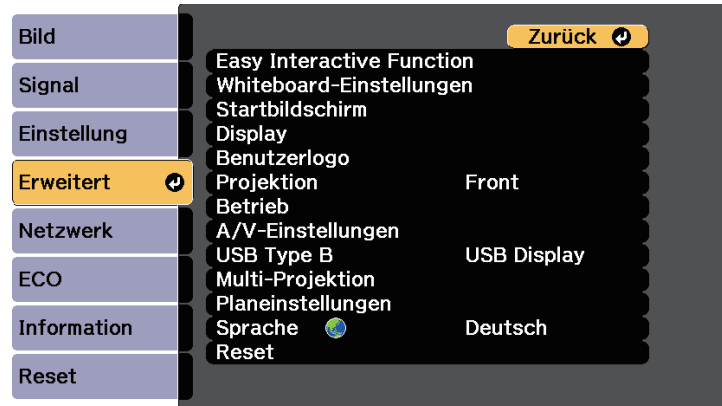 Bild
Signal
Einstellung
Erweitert
Netzwerk
ECO
Information
Reset
Zurück
Easy Interactive Function
Whiteboard-Einstellungen
Startbildschirm
Display
Benutzerlogo
Projektion Front
Betrieb
A/V-Einstellungen
USB Type B USB Display
Multi-Projektion
Planeinstellungen
Sprache Deutsch
Reset